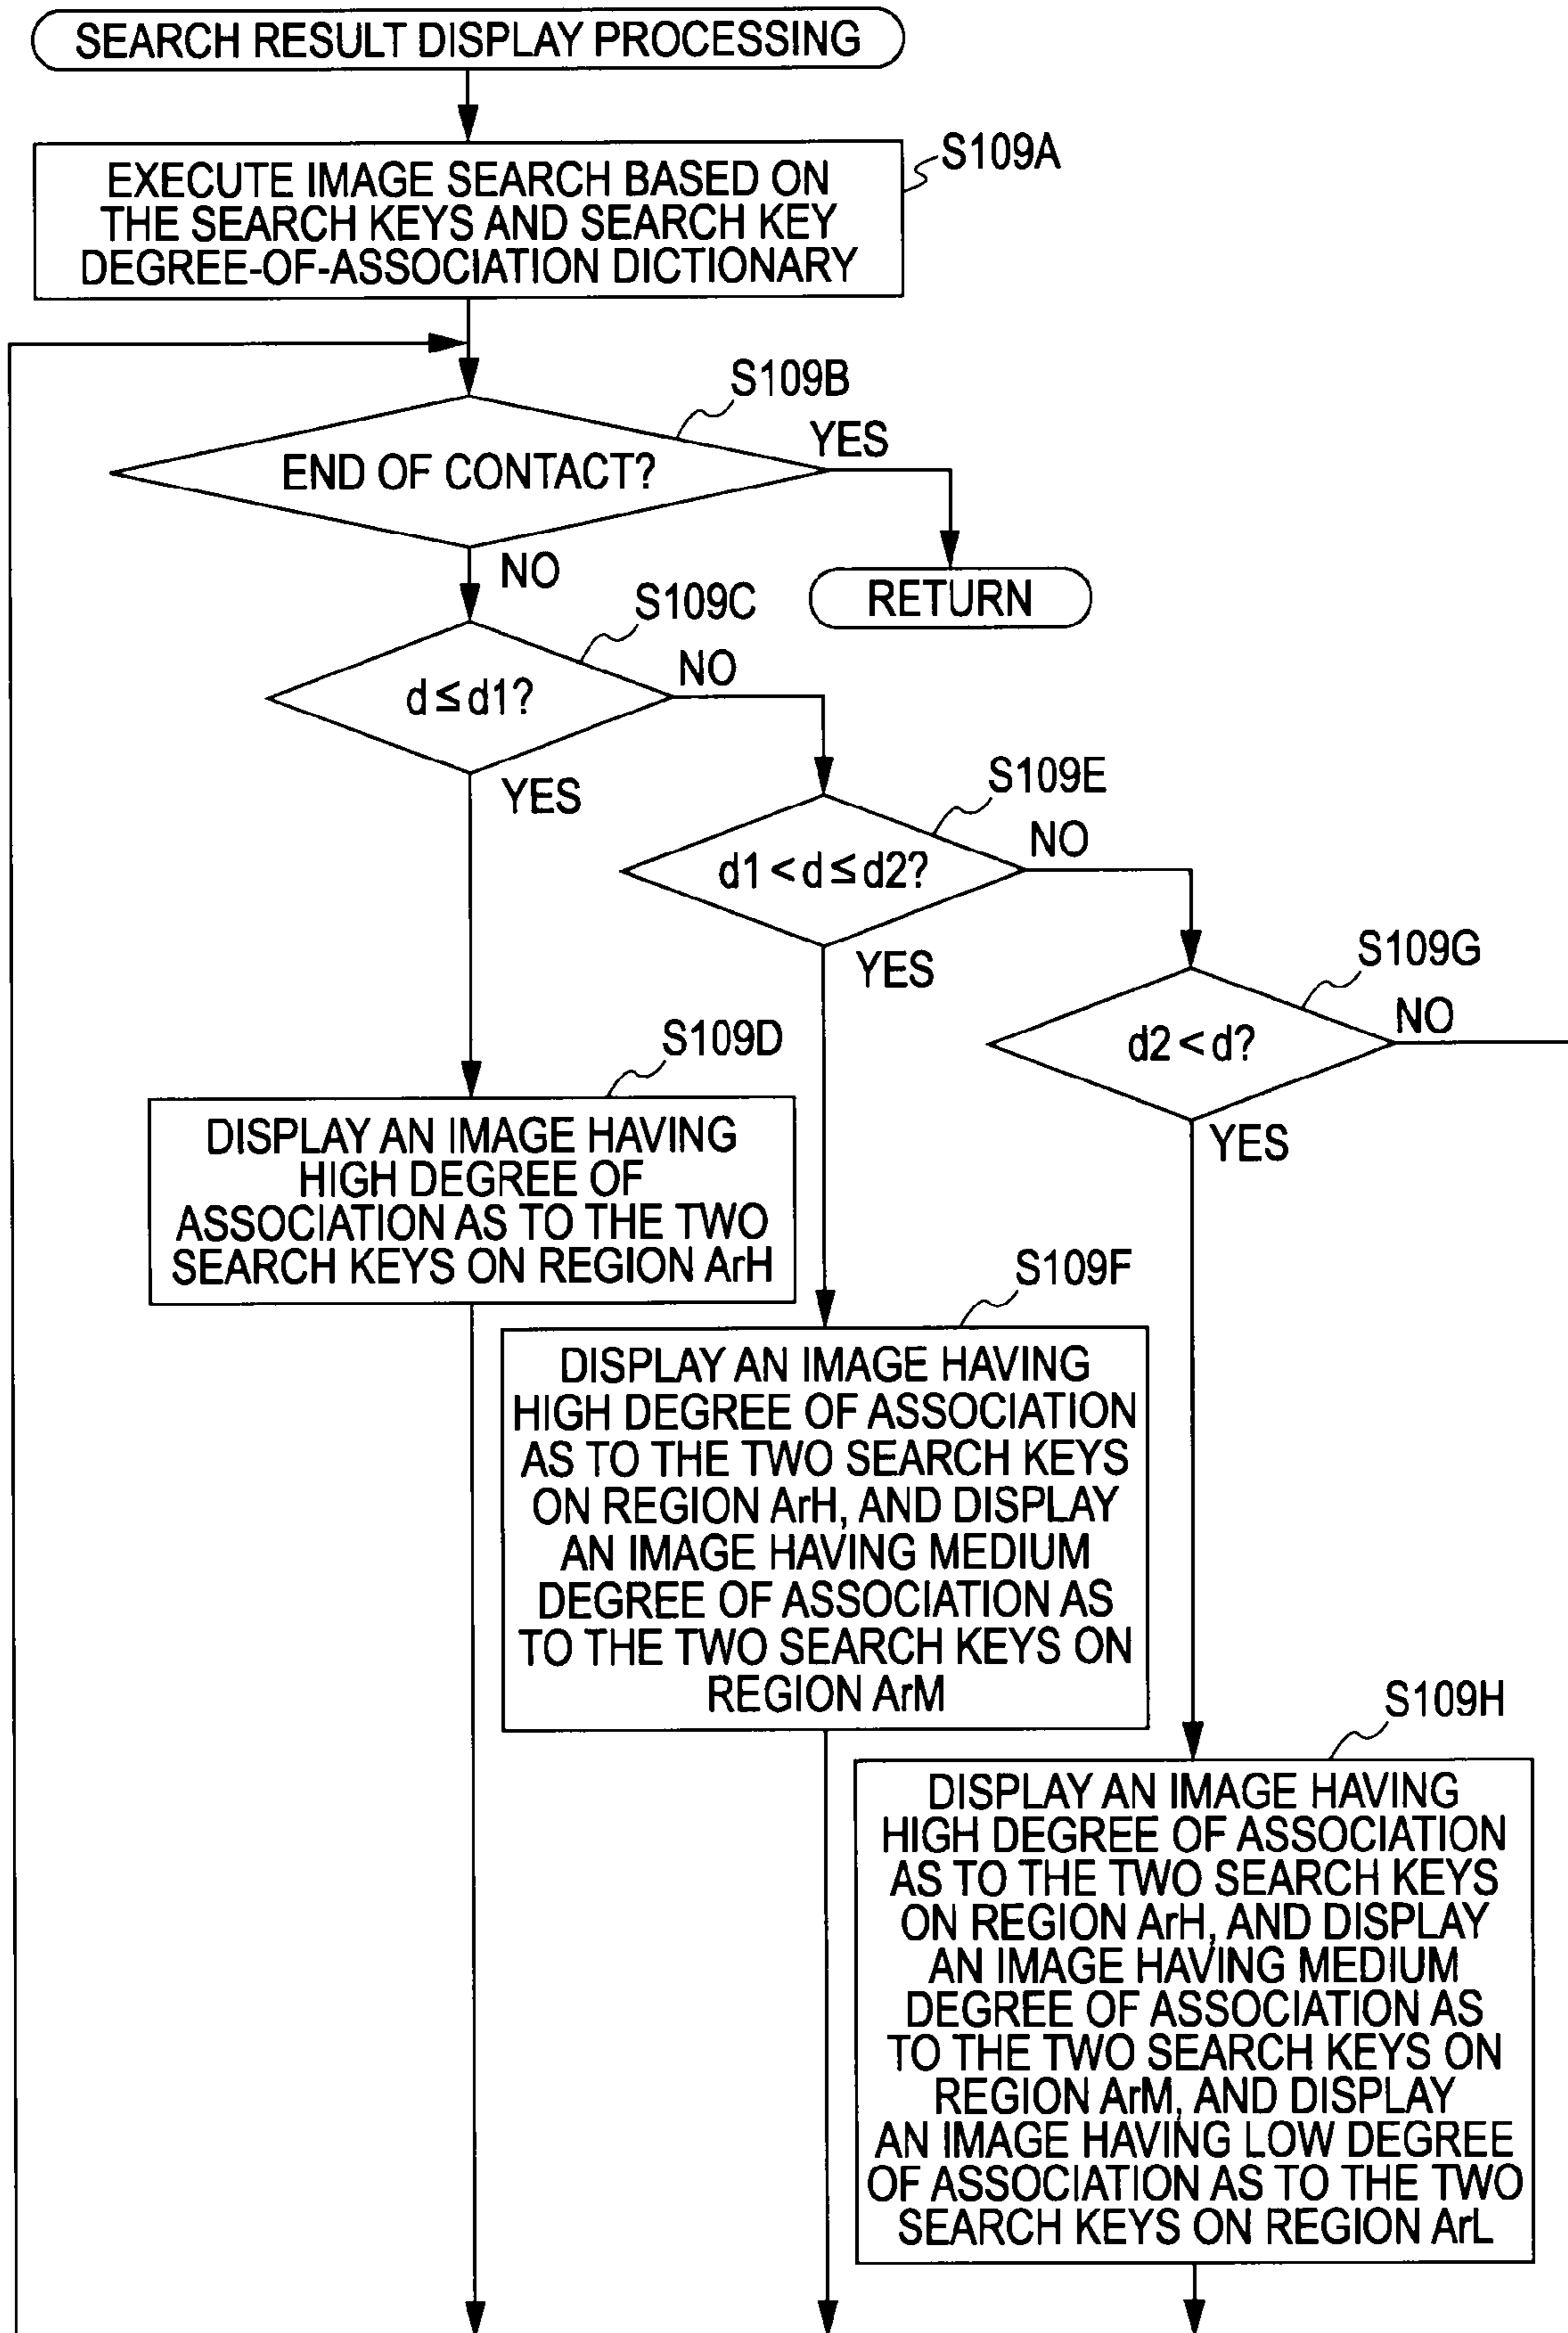 SEARCH RESULT DISPLAY PROCESSING
S109A
EXECUTE IMAGE SEARCH BASED ON
THE SEARCH KEYS AND SEARCH KEY
DEGREE-OF-ASSOCIATION DICTIONARY
S109B
YES
END OF CONTACT?
NO
RETURN
S109C
NO
d≤d1?
YES
S109E
NO
d1<d≤d2?
YES
S109G
NO
d2<d?
YES
S109D
DISPLAY AN IMAGE HAVING
HIGH DEGREE OF
ASSOCIATION AS TO THE TWO
SEARCH KEYS ON REGION ArH
S109F
DISPLAY AN IMAGE HAVING
HIGH DEGREE OF ASSOCIATION
AS TO THE TWO SEARCH KEYS
ON REGION ArH, AND DISPLAY
AN IMAGE HAVING MEDIUM
DEGREE OF ASSOCIATION AS
TO THE TWO SEARCH KEYS ON
REGION ArM
S109H
DISPLAY AN IMAGE HAVING
HIGH DEGREE OF ASSOCIATION
AS TO THE TWO SEARCH KEYS
ON REGION ArH, AND DISPLAY
AN IMAGE HAVING MEDIUM
DEGREE OF ASSOCIATION AS
TO THE TWO SEARCH KEYS ON
REGION ArM, AND DISPLAY
AN IMAGE HAVING LOW DEGREE
OF ASSOCIATION AS TO THE TWO
SEARCH KEYS ON REGION ArL